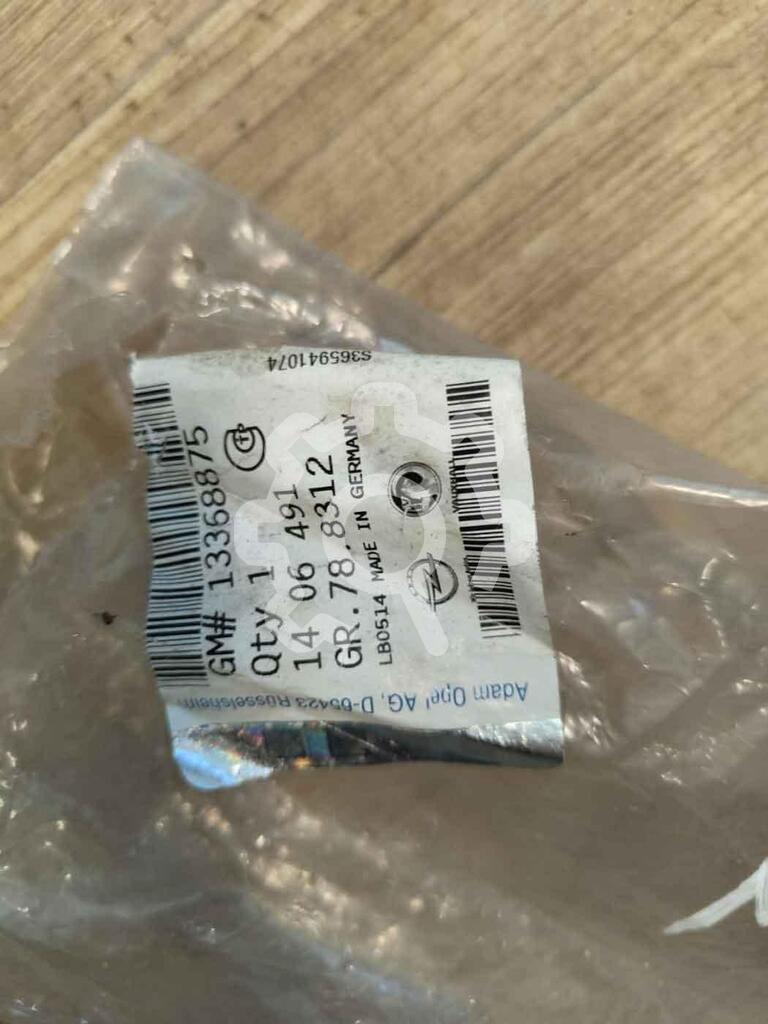 S365941074
GM# 13368875
Qty 1
14 06 491
GR.78.8312
LB0514 MADE IN GERMANY
VAUXHALL
Adam Opel AG, D-65423 Rüsselsheim